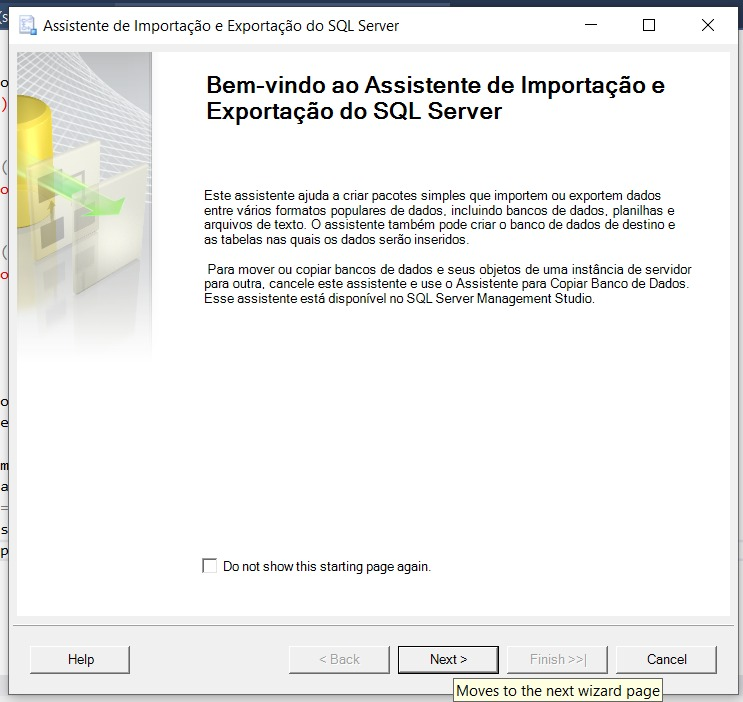 Assistente de Importação e Exportação do SQL Server
Bem-vindo ao Assistente de Importação e
Exportação do SQL Server
Este assistente ajuda a criar pacotes simples que importem ou exportem dados
entre vários formatos populares de dados, incluindo bancos de dados, planilhas e
arquivos de texto. O assistente também pode criar o banco de dados de destino e
as tabelas nas quais os dados serão inseridos.
Para mover ou copiar bancos de dados e seus objetos de uma instância de servidor
para outra, cancele este assistente e use o Assistente para Copiar Banco de Dados.
Esse assistente está disponível no SQL Server Management Studio.
Do not show this starting page again.
Help
< Back
Next >
Finish >>|
Cancel
Moves to the next wizard page